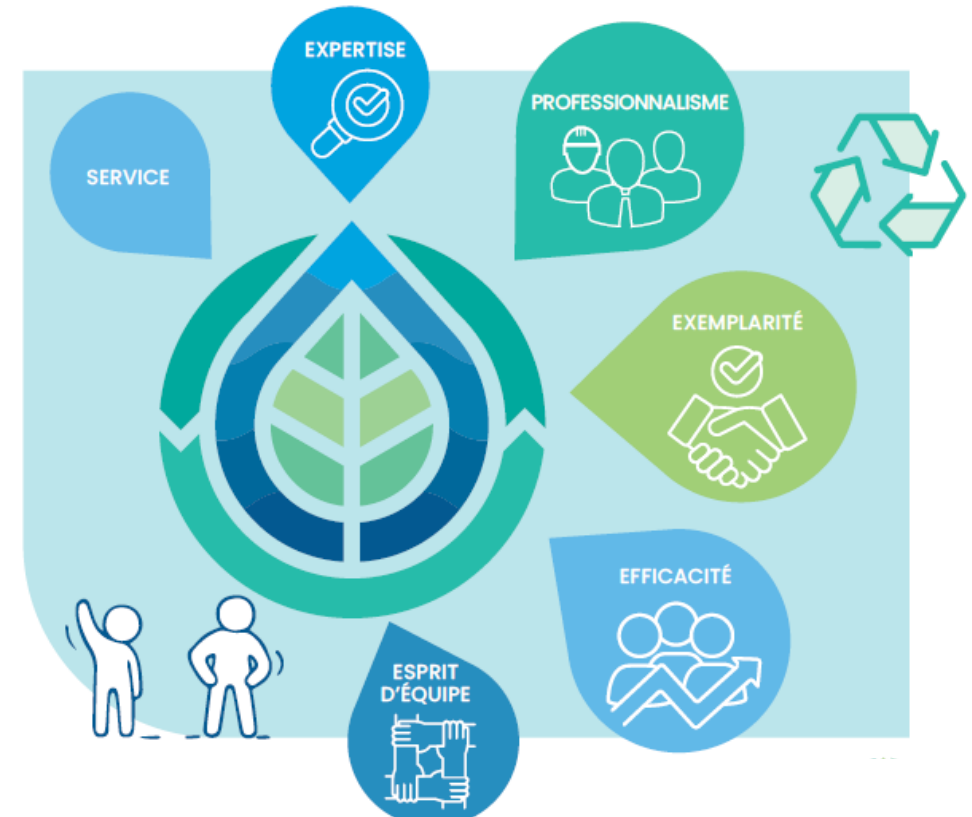 EXPERTISE
PROFESSIONNALISME
SERVICE
EXEMPLARITÉ
EFFICACITÉ
ESPRIT
D'ÉQUIPE